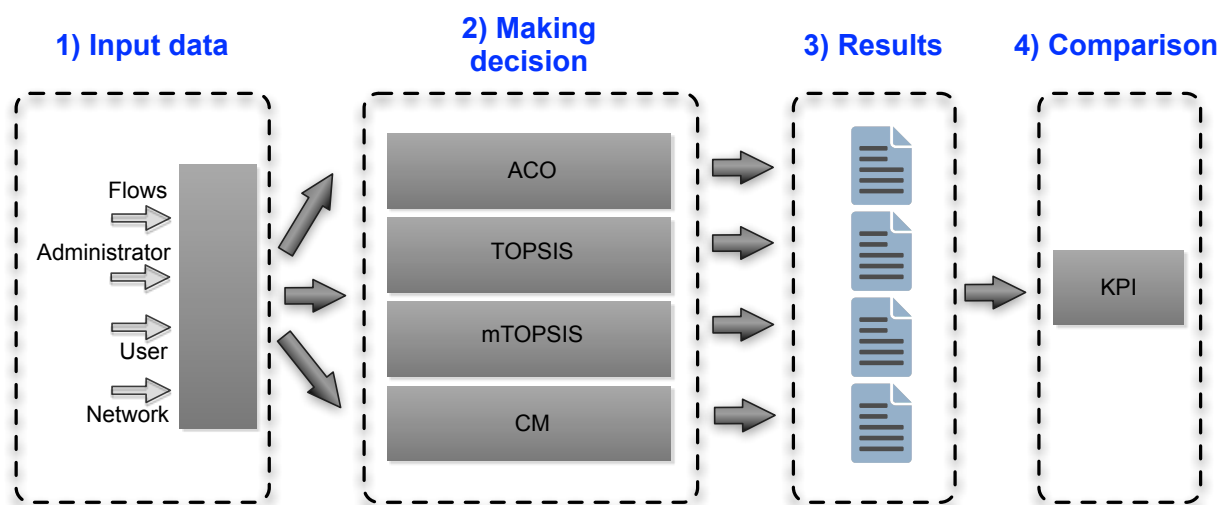 1) Input data
2) Making
decision
3) Results
4) Comparison
Flows
Administrator
User
Network
ACO
TOPSIS
mTOPSIS
CM
KPI